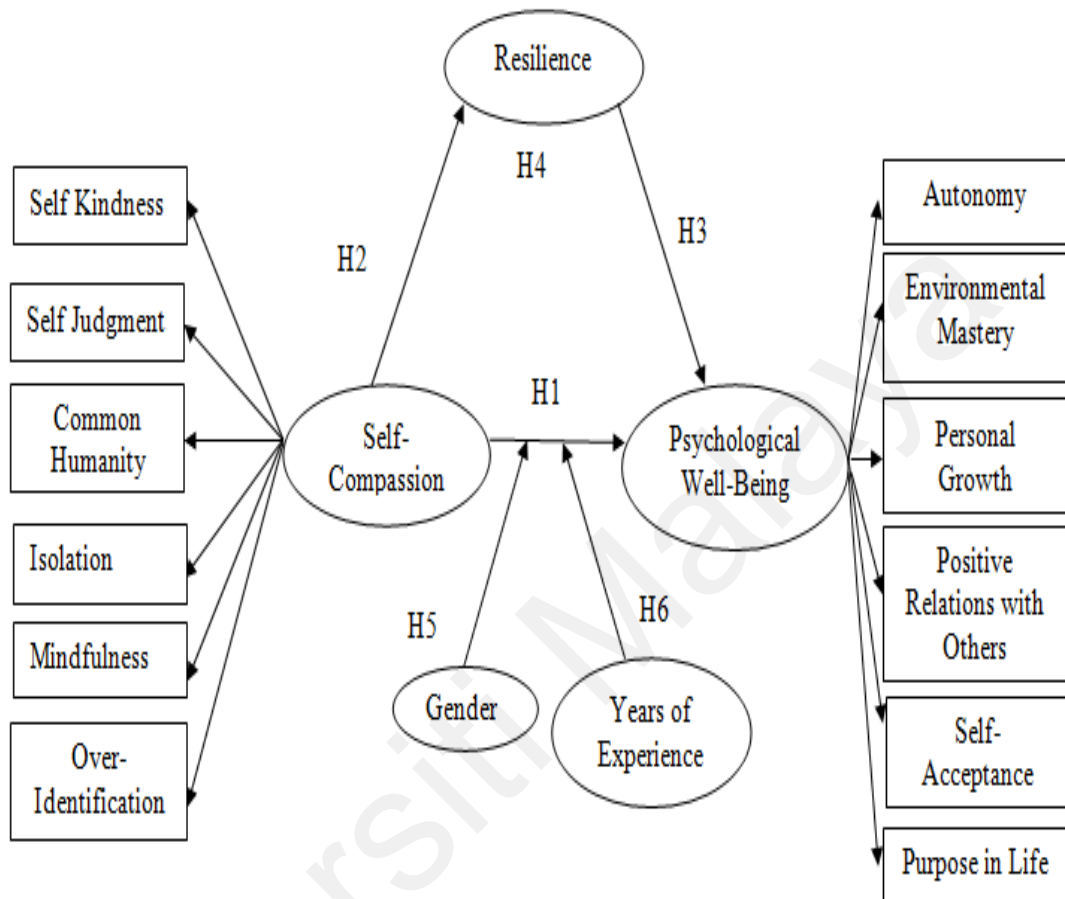 Resilience
H4
H2
H3
H1
Self Kindness
Self Judgment
Common
Humanity
Isolation
Mindfulness
Over-
Identification
Self-
Compassion
Psychological
Well-Being
H5
H6
Gender
Years of
Experience
Autonomy
Environmental
Mastery
Personal
Growth
Positive
Relations with
Others
Self-
Acceptance
Purpose in Life
rsiti Malaya